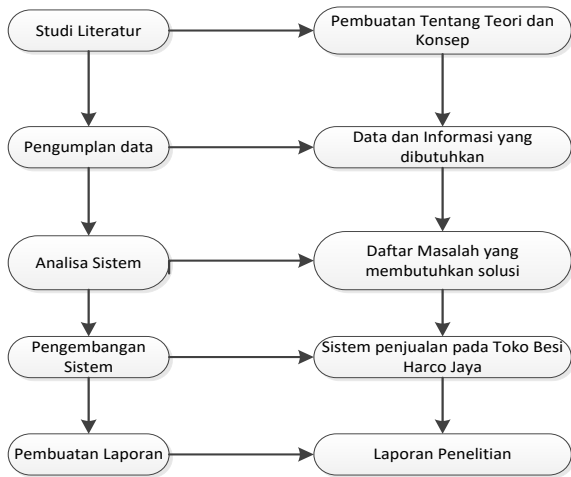 Studi Literatur
Pembuatan Tentang Teori dan
Konsep
Pengumplan data
Data dan Informasi yang
dibutuhkan
Analisa Sistem
Daftar Masalah yang
membutuhkan solusi
Pengembangan
Sistem
Sistem penjualan pada Toko Besi
Harco Jaya
Pembuatan Laporan
Laporan Penelitian